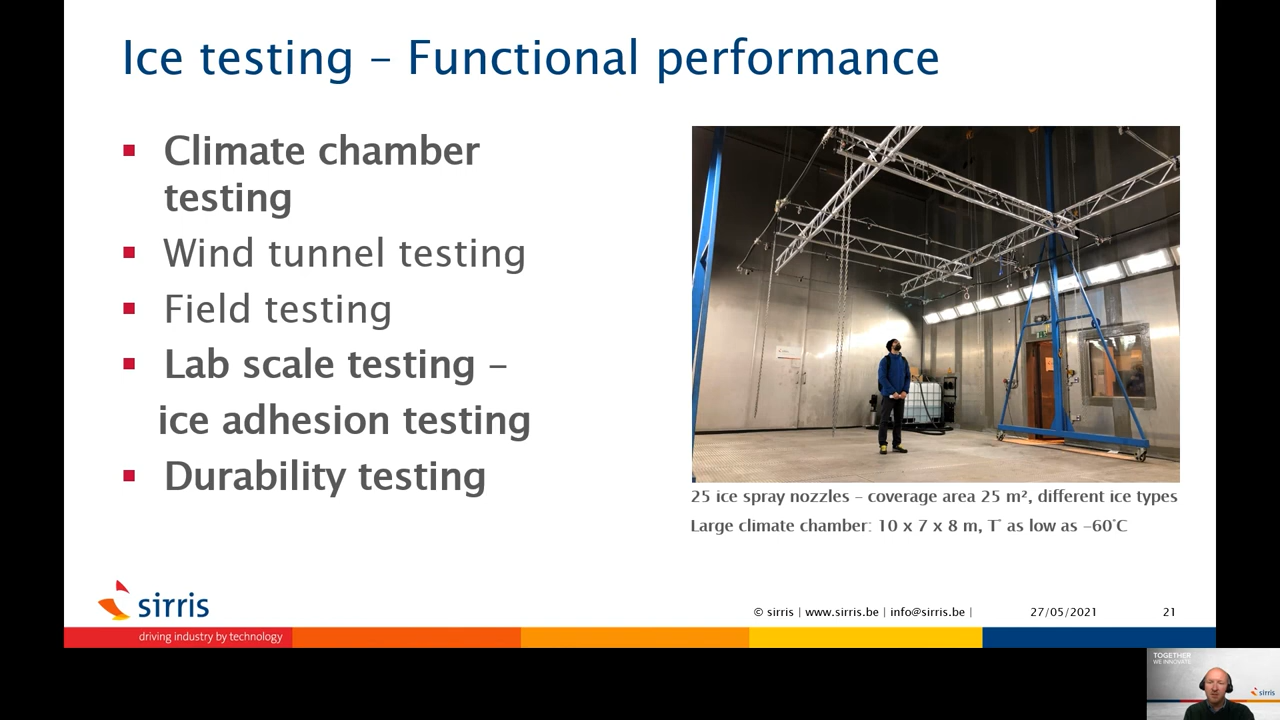 Ice testing – Functional performance
Climate chamber
testing
Wind tunnel testing
Field testing
Lab scale testing –
ice adhesion testing
Durability testing
25 ice spray nozzles – coverage area 25 m², different ice types
Large climate chamber: 10 x 7 x 8 m, T° as low as –60°C
sirris
driving industry by technology
© sirris | www.sirris.be | info@sirris.be |
27/05/2021
21
TOGETHER
WE INNOVATE
sirris